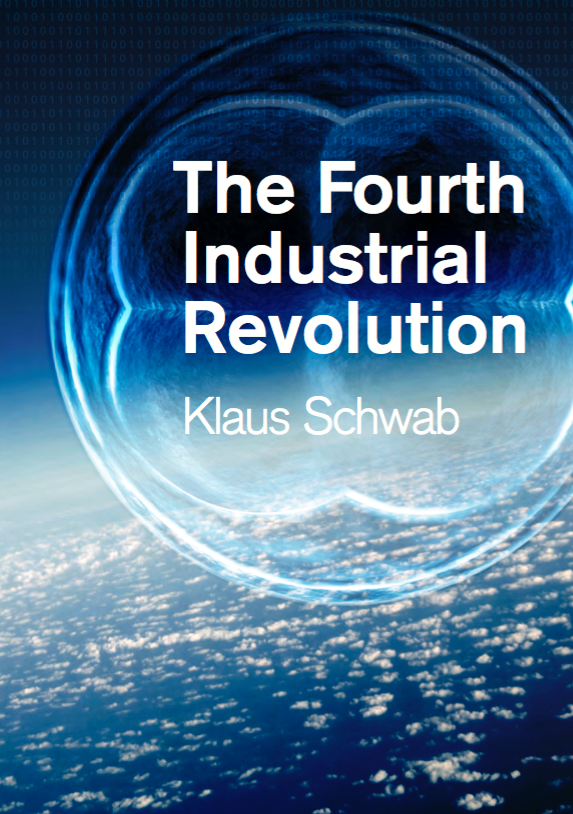 The Fourth
Industrial
Revolution
Klaus Schwab